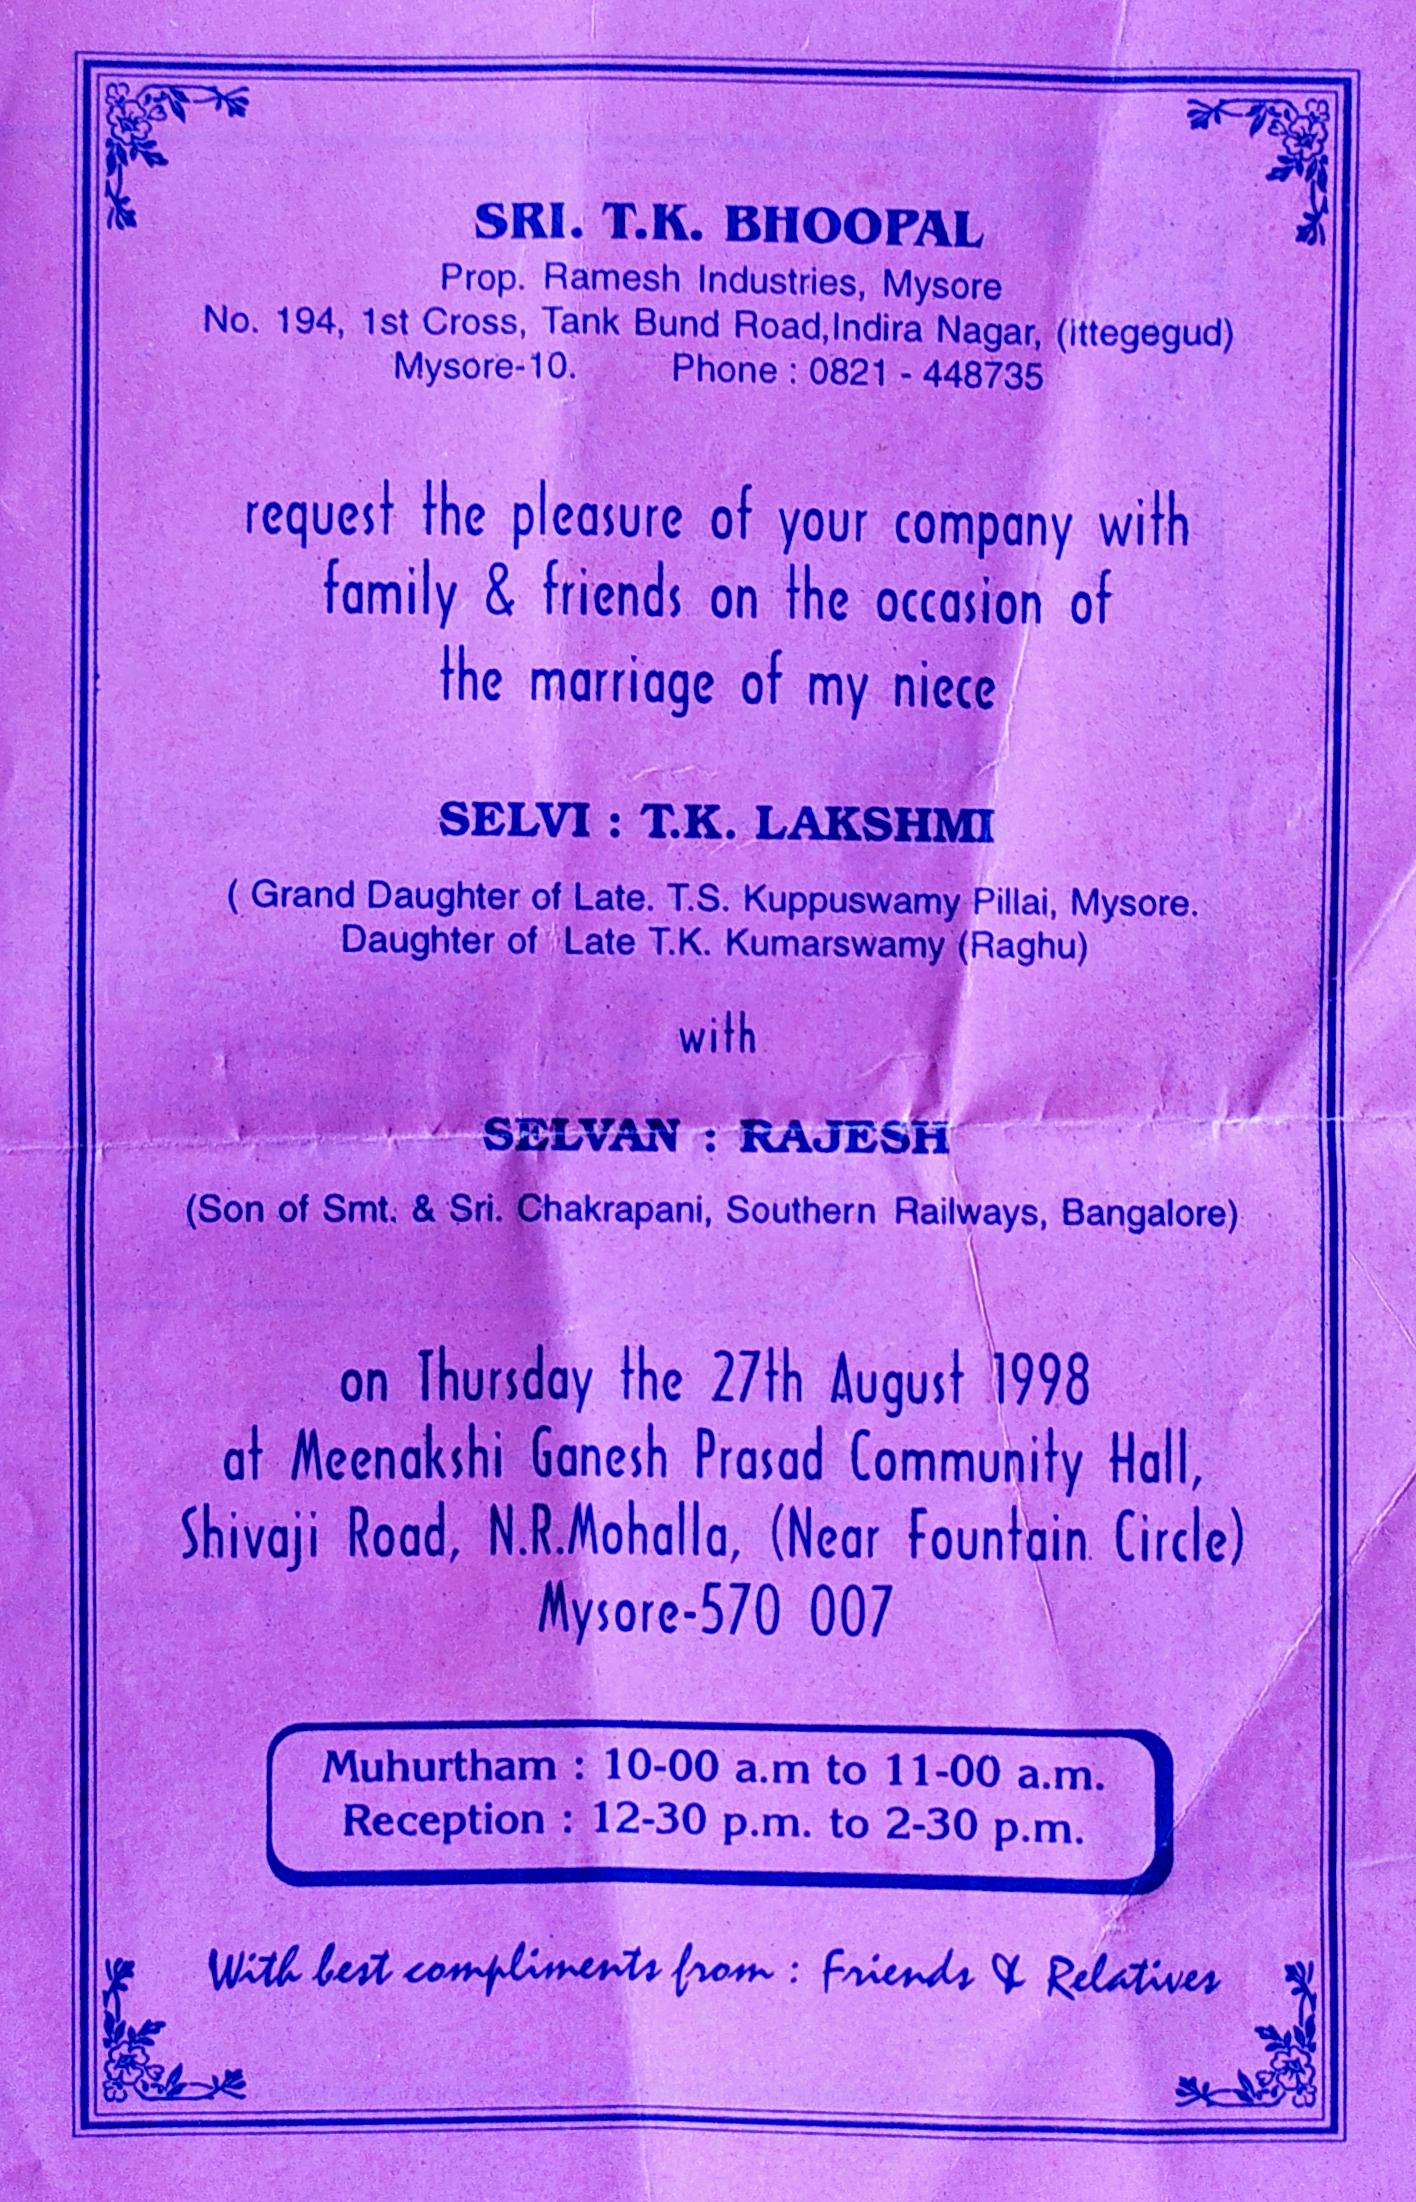 SRI. T.K. BHOOPAL
Prop. Ramesh Industries, Mysore
No. 194, 1st Cross, Tank Bund Road,Indira Nagar, (ittegegud)
Mysore-10. Phone : 0821 - 448735
request the pleasure of your company with
family & friends on the occasion of
the marriage of my niece
SELVI : T.K. LAKSHMI
( Grand Daughter of Late. T.S. Kuppuswamy Pillai, Mysore.
Daughter of Late T.K. Kumarswamy (Raghu)
with
SELVAN : RAJESH
(Son of Smt. & Sri. Chakrapani, Southern Railways, Bangalore)
on Thursday the 27th August 1998
at Meenakshi Ganesh Prasad Community Hall,
Shivaji Road, N.R.Mohalla, (Near Fountain Circle)
Mysore-570 007
Muhurtham : 10-00 a.m to 11-00 a.m.
Reception : 12-30 p.m. to 2-30 p.m.
With best compliments from : Friends & Relatives